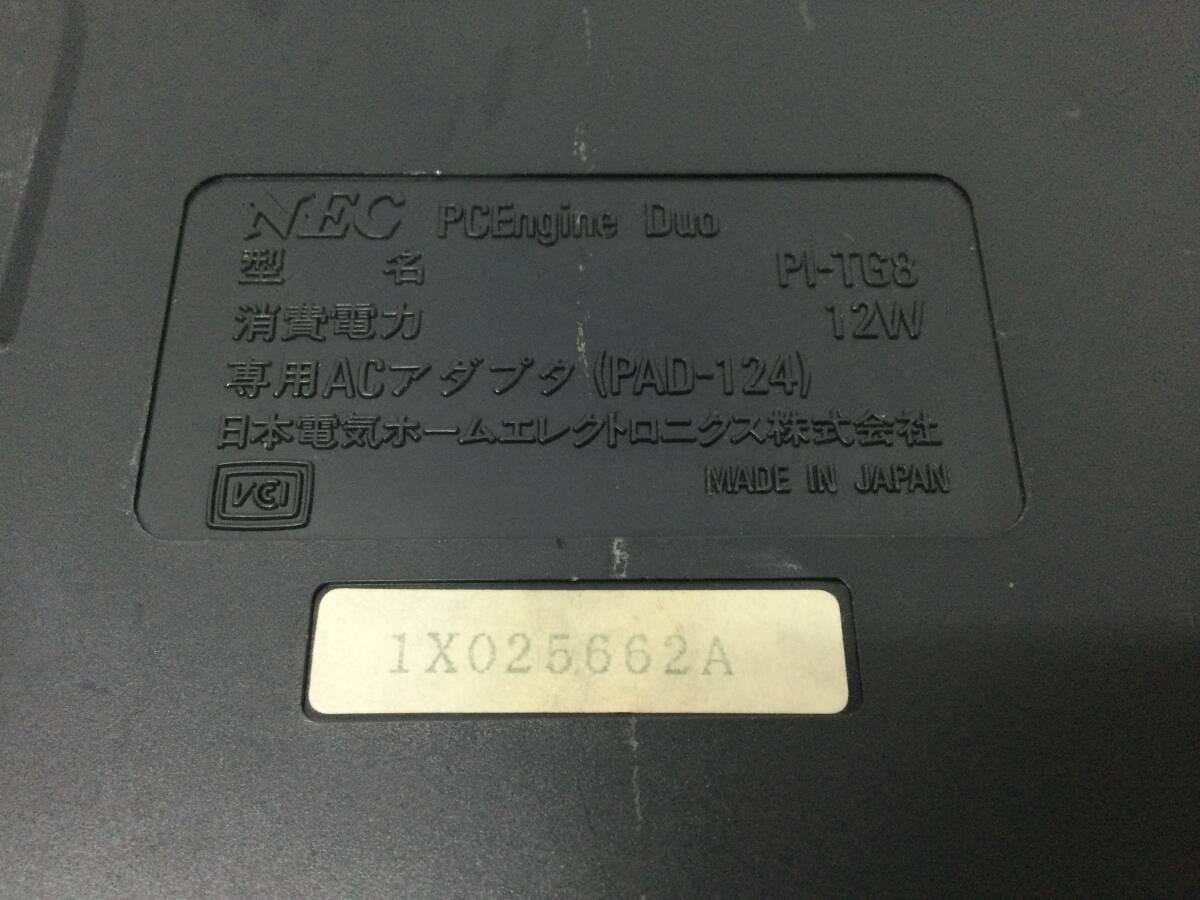 NEC PCEngine Duo
型名 PI-TG8
消費電力 12W
専用ACアダプタ(PAD-124)
日本電気ホームエレクトロニクス株式会社
VCCI MADE IN JAPAN
1X025662A